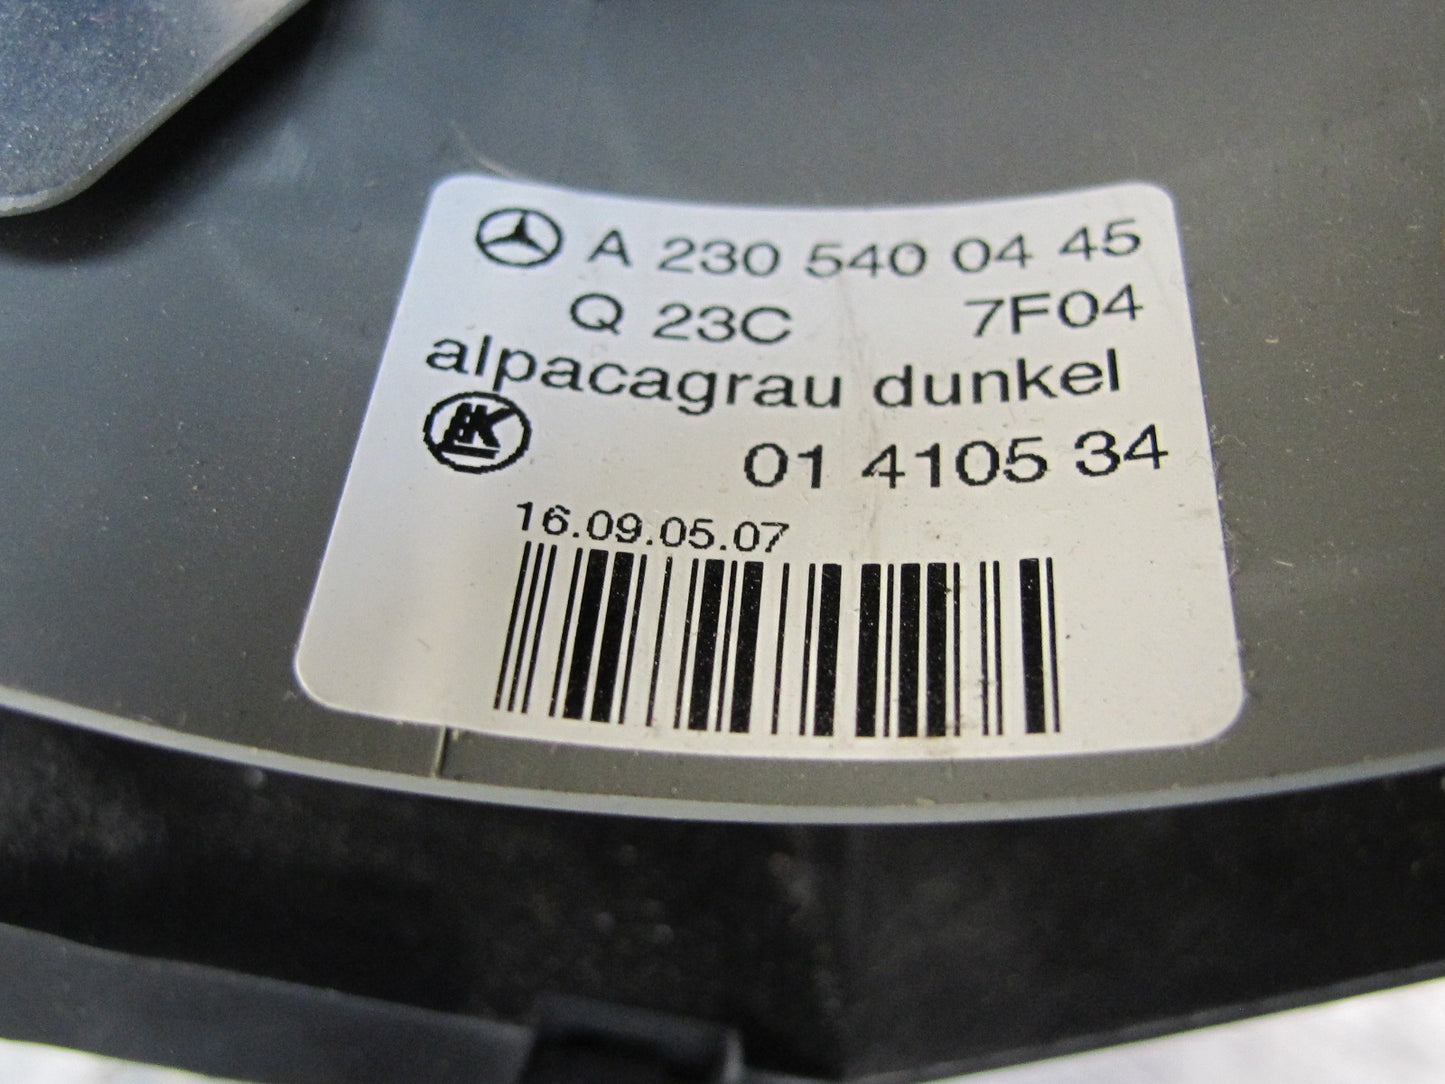 A 230 540 04 45
Q 23C 7F04
alpacagrau dunkel
01 4105 34
16.09.05.07